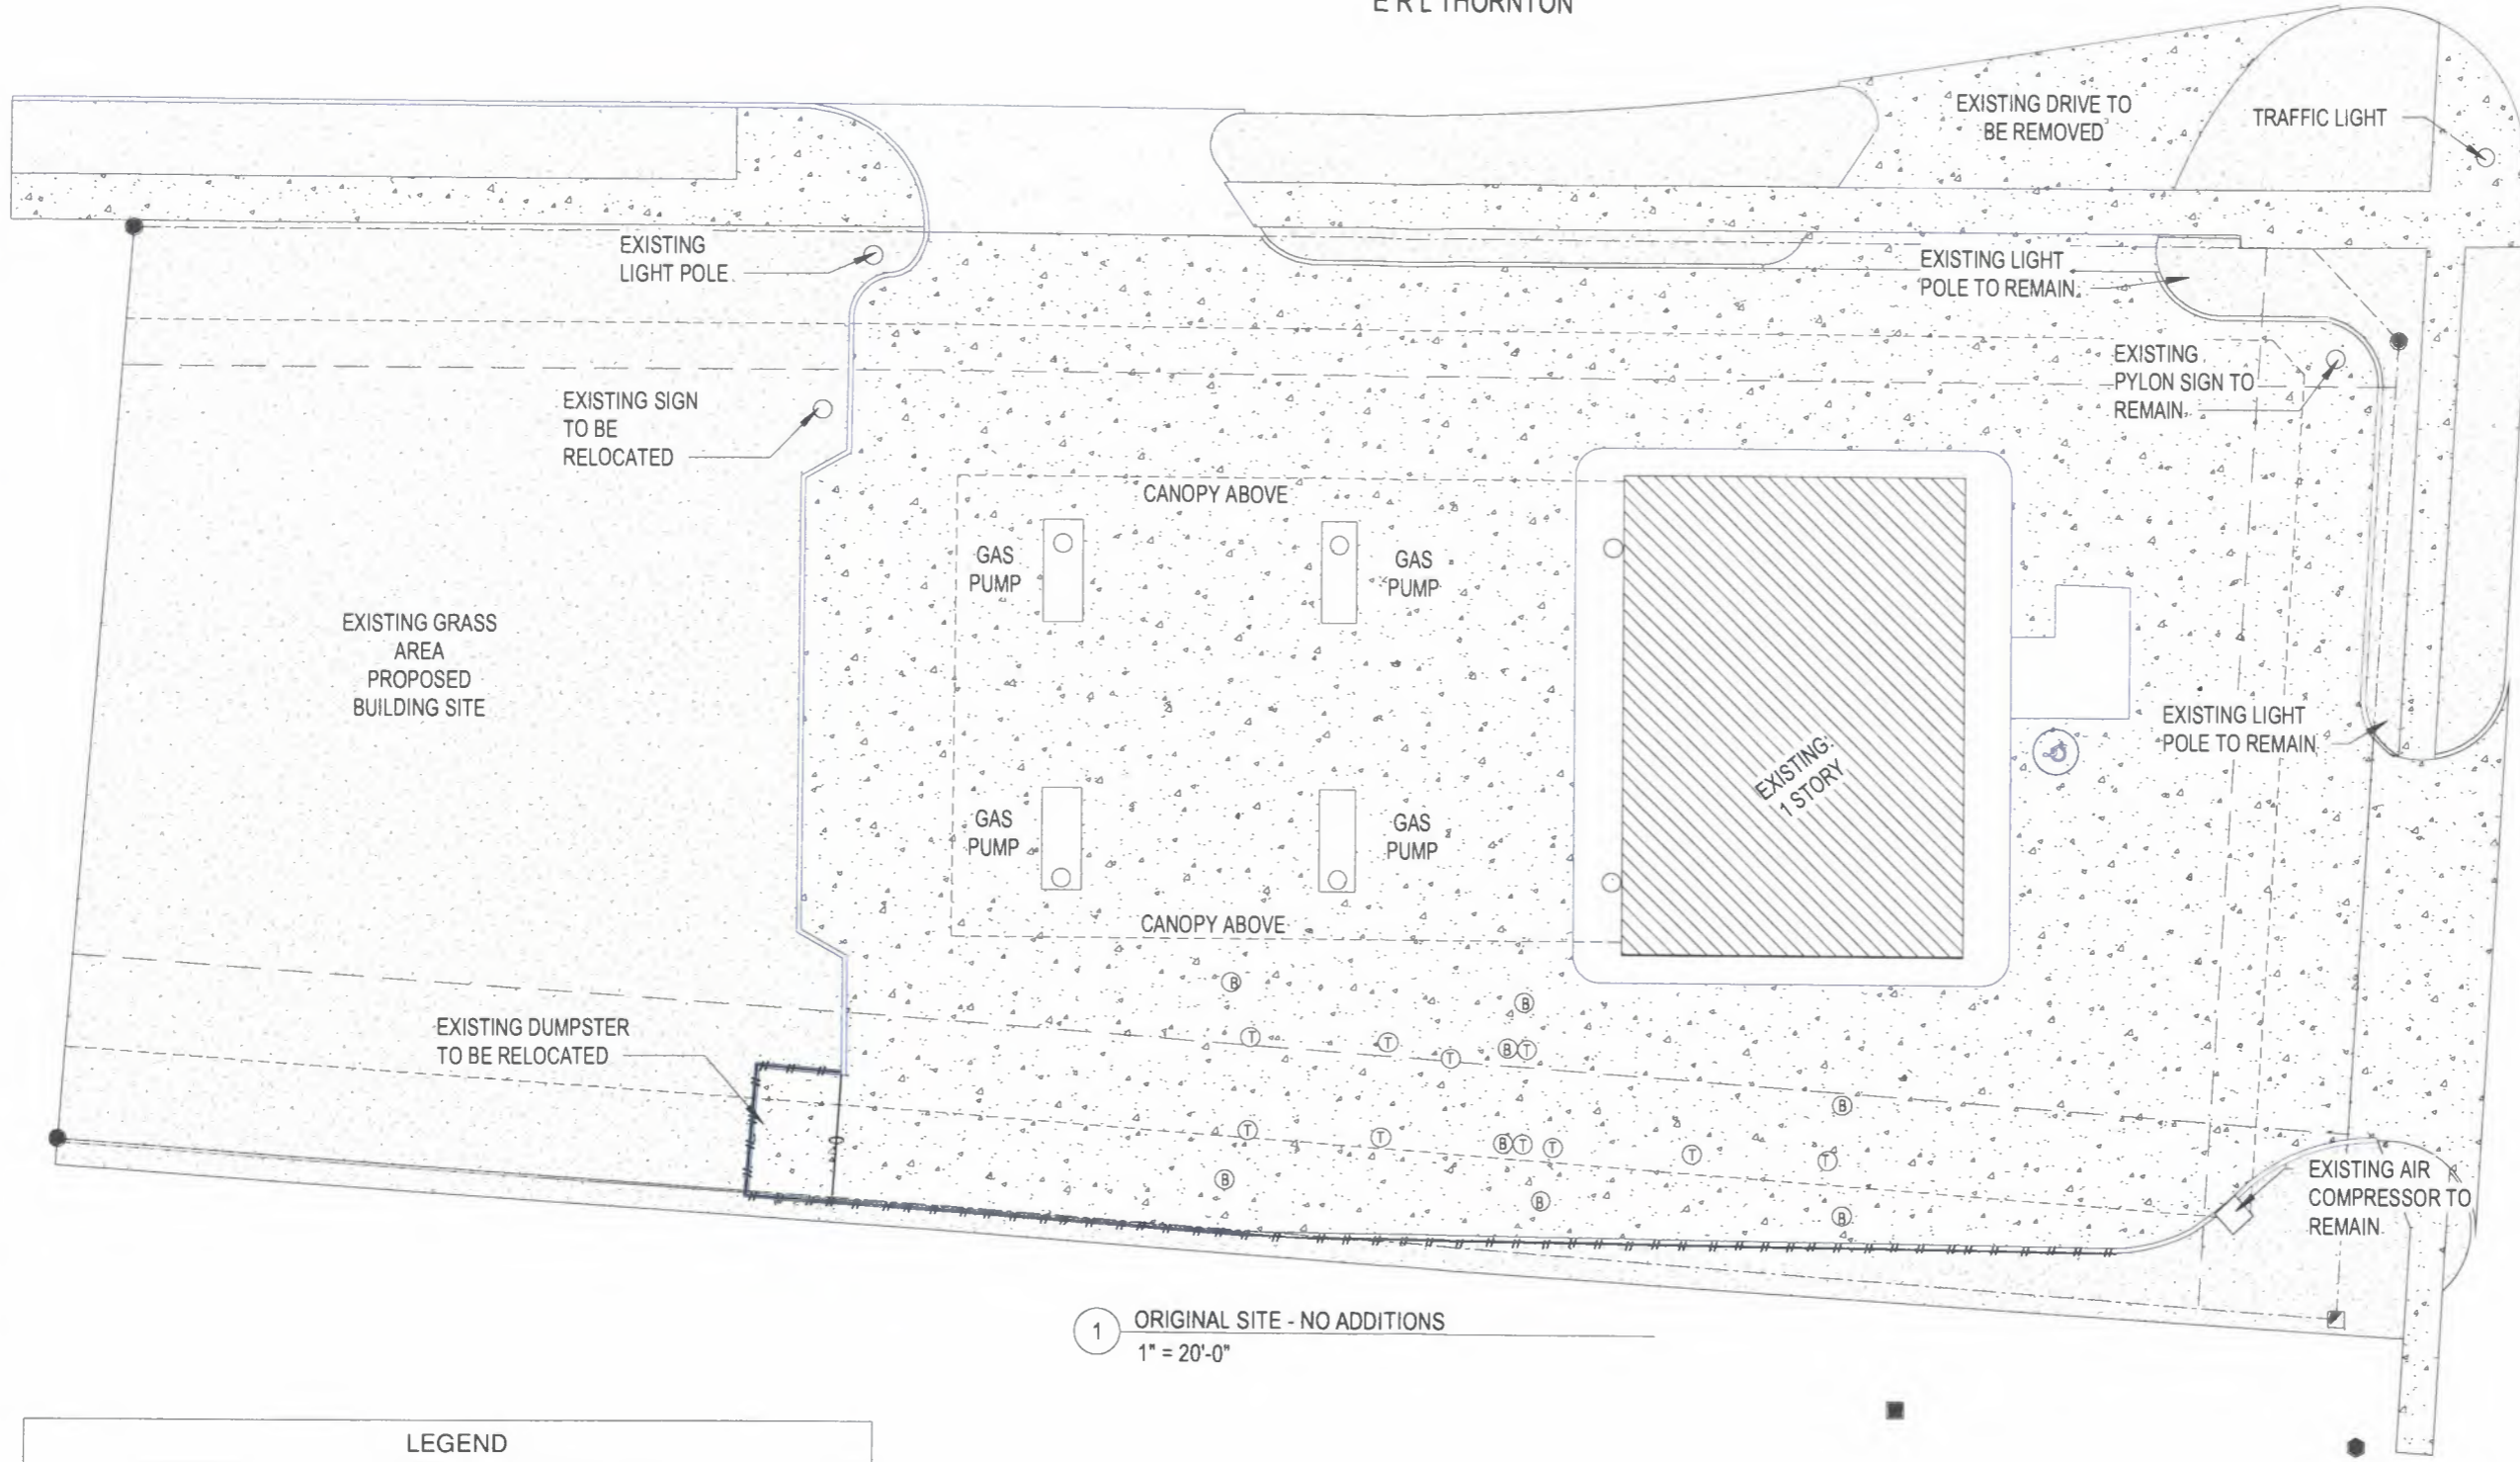 E R L THORNTON
EXISTING DRIVE TO
BE REMOVED
TRAFFIC LIGHT
EXISTING
LIGHT POLE
EXISTING LIGHT
POLE TO REMAIN
EXISTING
PYLON SIGN TO
REMAIN
EXISTING SIGN
TO BE
RELOCATED
CANOPY ABOVE
GAS
PUMP
GAS
PUMP
EXISTING GRASS
AREA
PROPOSED
BUILDING SITE
EXISTING LIGHT
POLE TO REMAIN
EXISTING
1 STORY
GAS
PUMP
GAS
PUMP
CANOPY ABOVE
B
B
T
T
T
B T
EXISTING DUMPSTER
TO BE RELOCATED
B
T
T
B T
T
T
T
B
B
B
EXISTING AIR
COMPRESSOR TO
REMAIN
1
ORIGINAL SITE - NO ADDITIONS
1" = 20'-0"
LEGEND